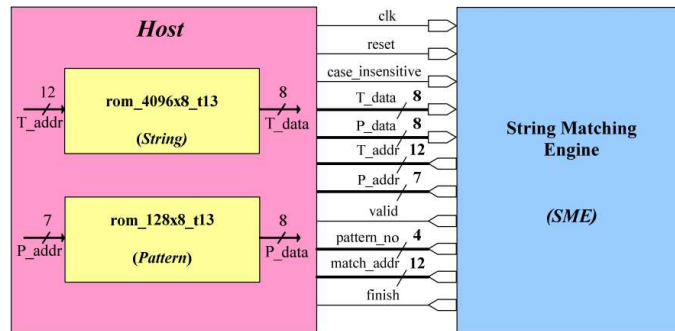 Host
12
T_addr
rom_4096x8_t13
(String)
8
T_data
7
P_addr
rom_128x8_t13
(Pattern)
8
P_data
clk
reset
case_insensitive
T_data 8
P_data 8
T_addr 12
P_addr 7
valid
pattern_no 4
match_addr 12
finish
String Matching
Engine
(SME)